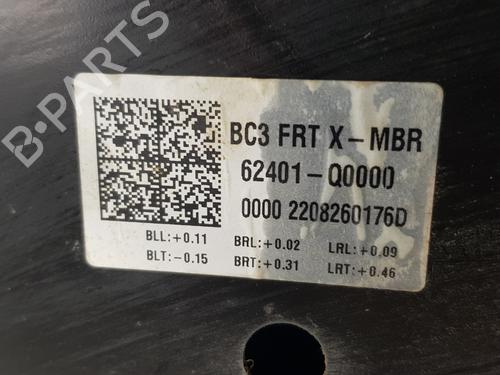 B-PARTS
BC3 FRT X-MBR
62401-Q0000
0000 2208260176D
BLL:+0.11 BRL:+0.02 LRL:+0.09
BLT:-0.15 BRT:+0.31 LRT:+0.46